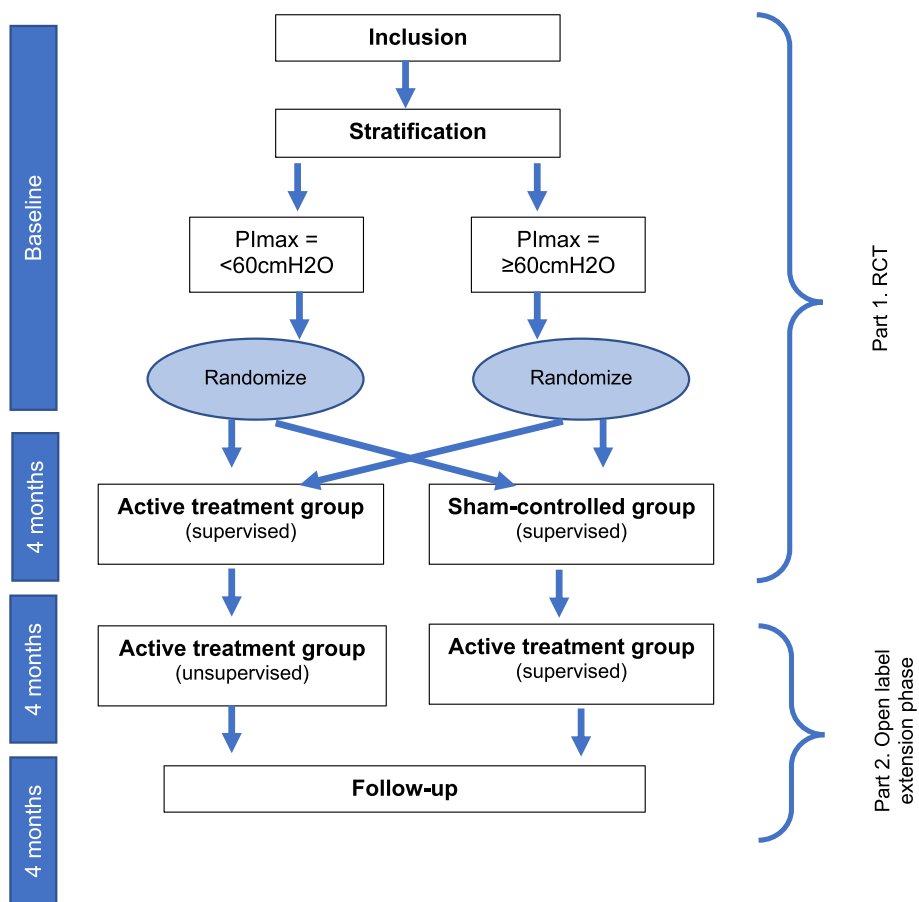 Inclusion
Stratification
PImax =
<60cmH2O
PImax =
≥60cmH2O
Randomize
Randomize
Active treatment group
(supervised)
Sham-controlled group
(supervised)
Active treatment group
(unsupervised)
Active treatment group
(supervised)
Follow-up
Baseline
4 months
4 months
4 months
Part 1. RCT
Part 2. Open label
extension phase